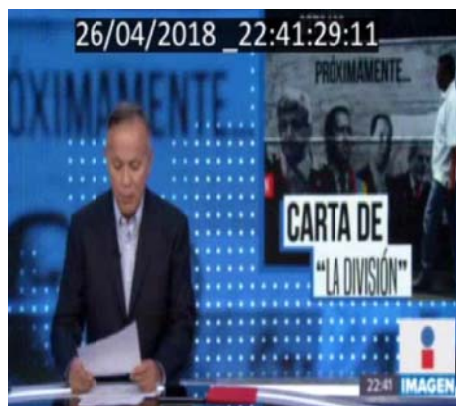 26/04/2018 _22:41:29:11
PRÓXIMAMENTE...
ÓXIMAMENTE...
CARTA DE
"LA DIVISIÓN"
22:41 IMAGEN